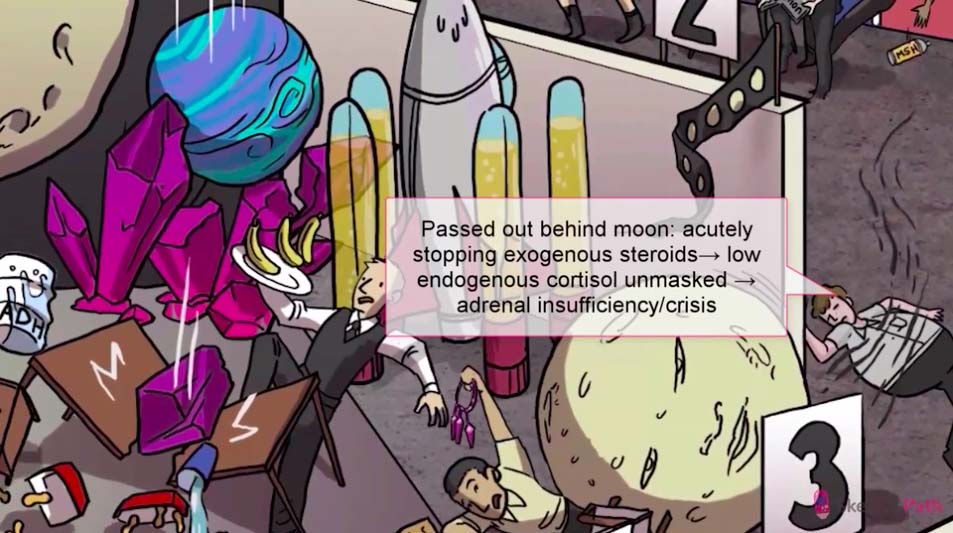 2
MSH
Passed out behind moon: acutely
stopping exogenous steroids→ low
endogenous cortisol unmasked →
adrenal insufficiency/crisis
ADH
3